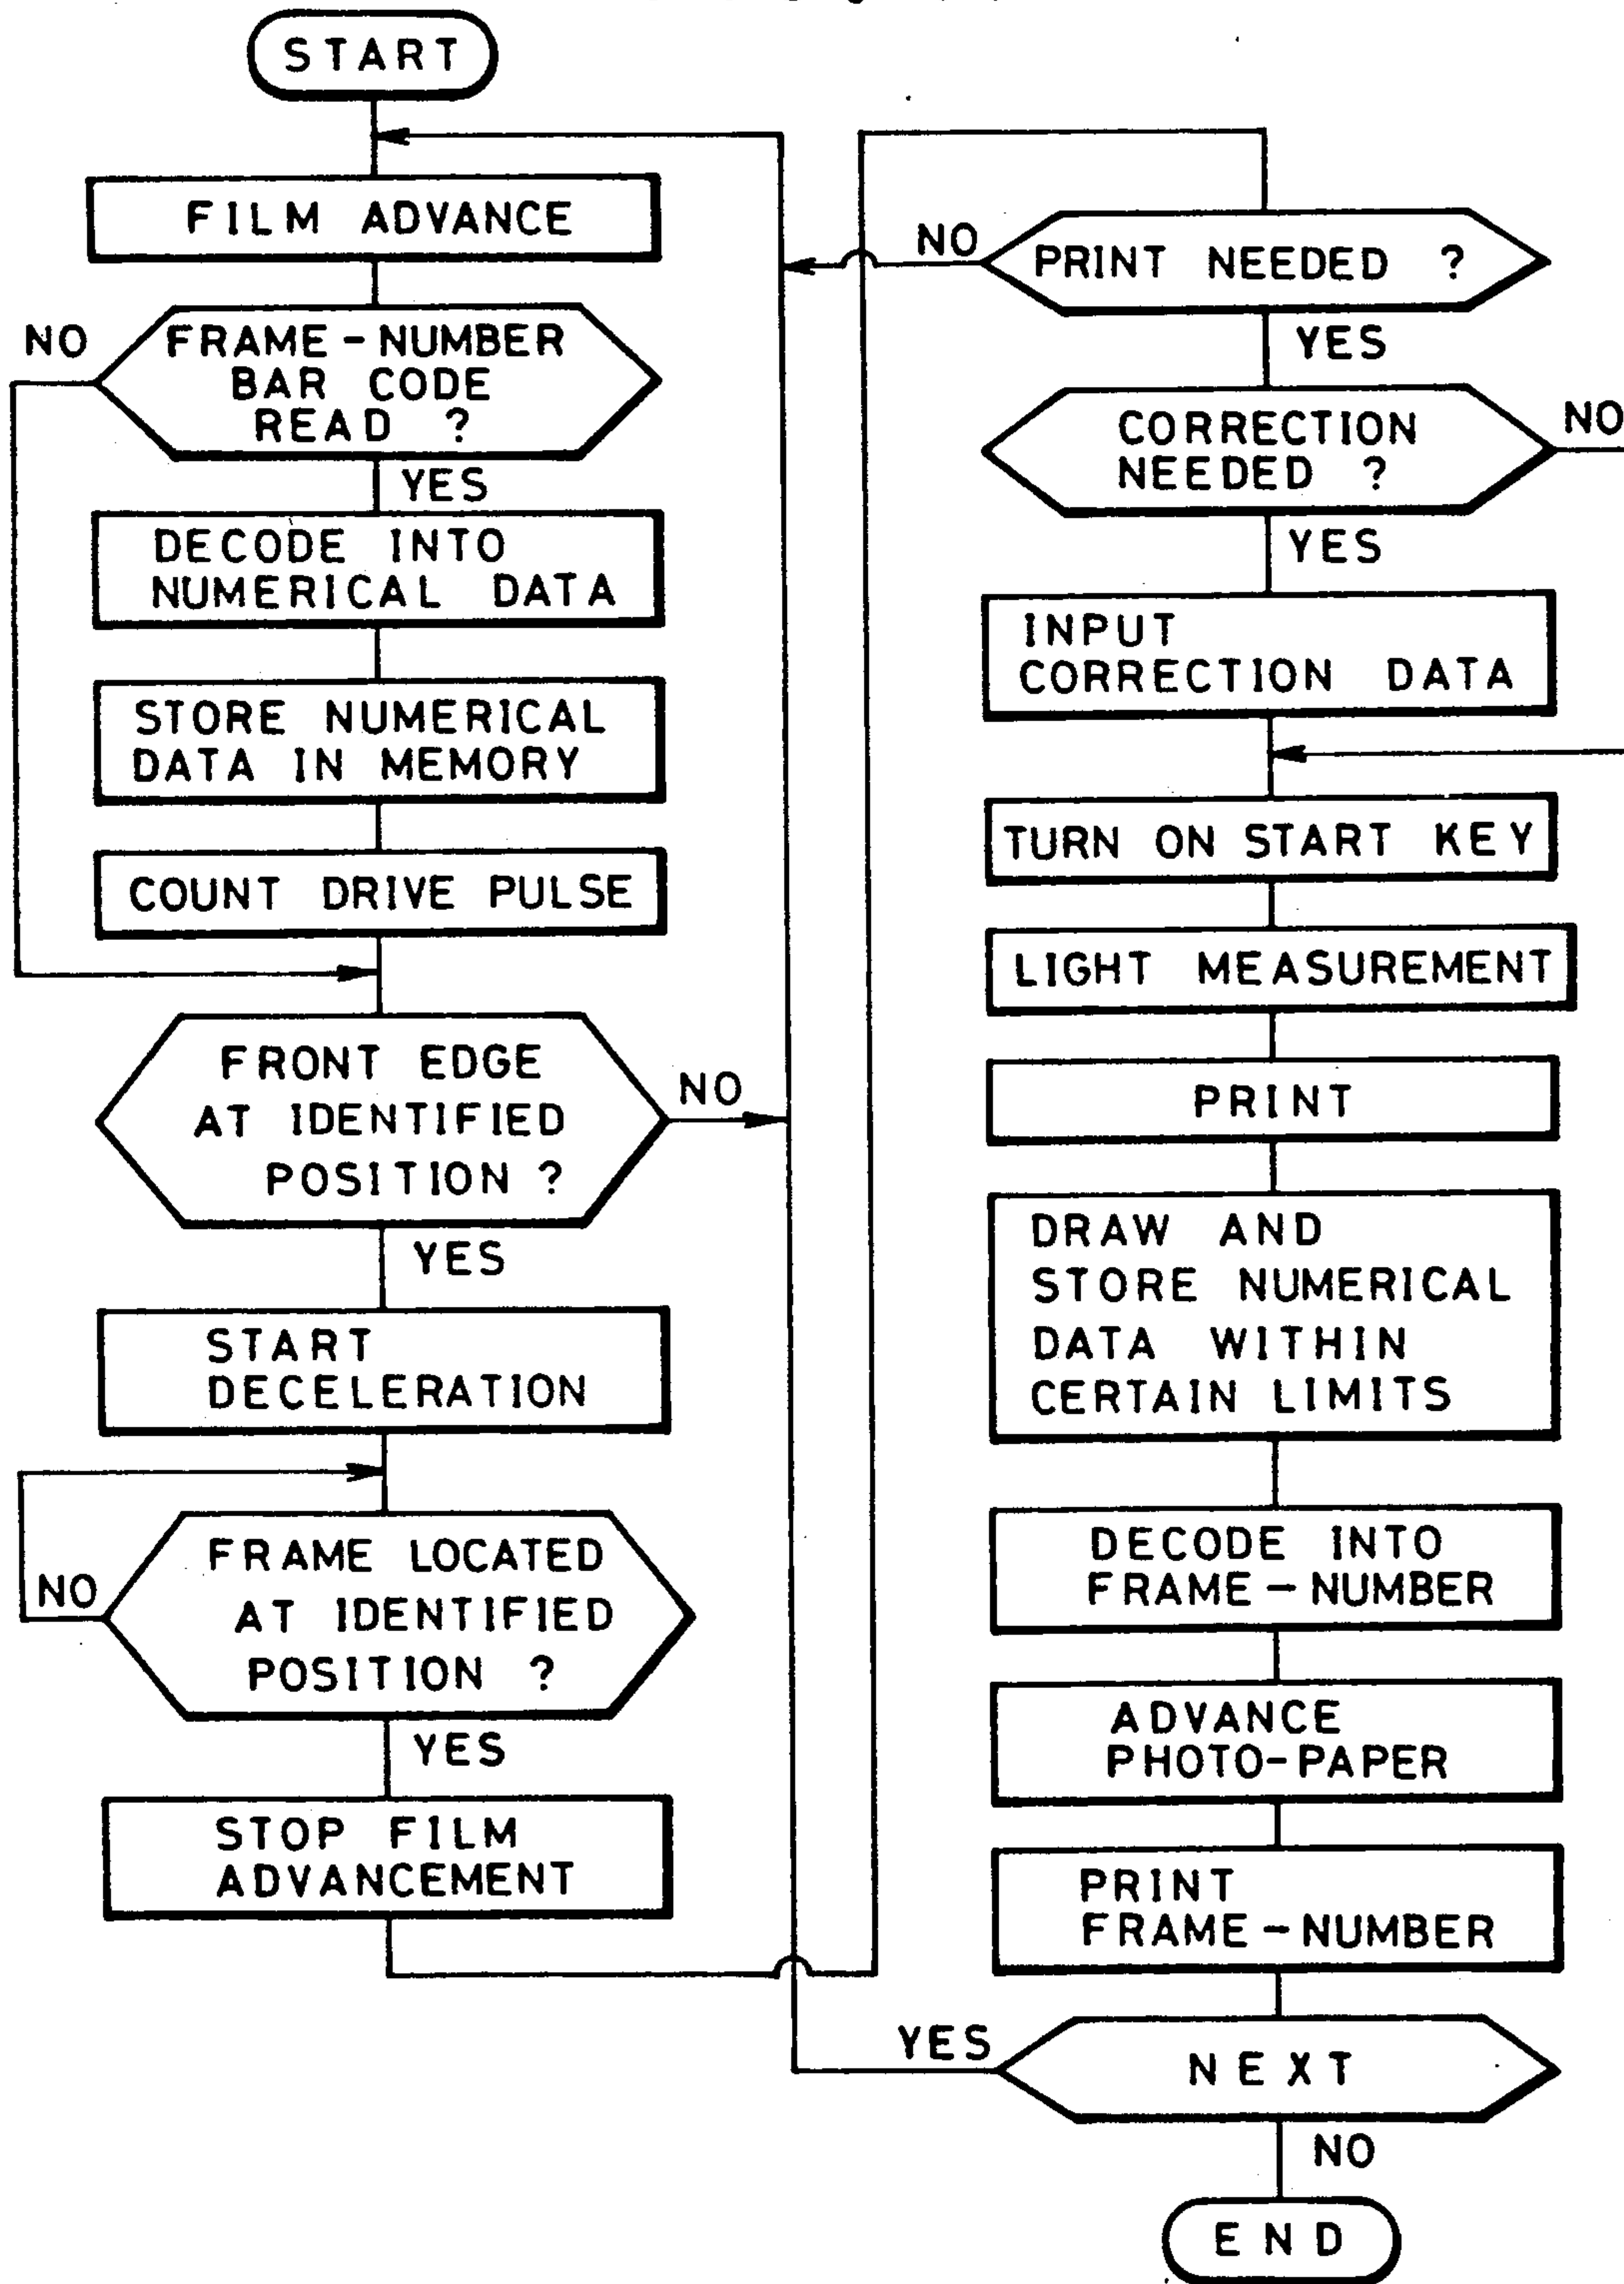 START
FILM ADVANCE
NO
FRAME-NUMBER
BAR CODE
READ ?
YES
DECODE INTO
NUMERICAL DATA
STORE NUMERICAL
DATA IN MEMORY
COUNT DRIVE PULSE
FRONT EDGE
AT IDENTIFIED
POSITION ?
NO
YES
START
DECELERATION
FRAME LOCATED
AT IDENTIFIED
POSITION ?
NO
YES
STOP FILM
ADVANCEMENT
NO
PRINT NEEDED ?
YES
CORRECTION
NEEDED ?
NO
YES
INPUT
CORRECTION DATA
TURN ON START KEY
LIGHT MEASUREMENT
PRINT
DRAW AND
STORE NUMERICAL
DATA WITHIN
CERTAIN LIMITS
DECODE INTO
FRAME-NUMBER
ADVANCE
PHOTO-PAPER
PRINT
FRAME-NUMBER
YES
NEXT
NO
END